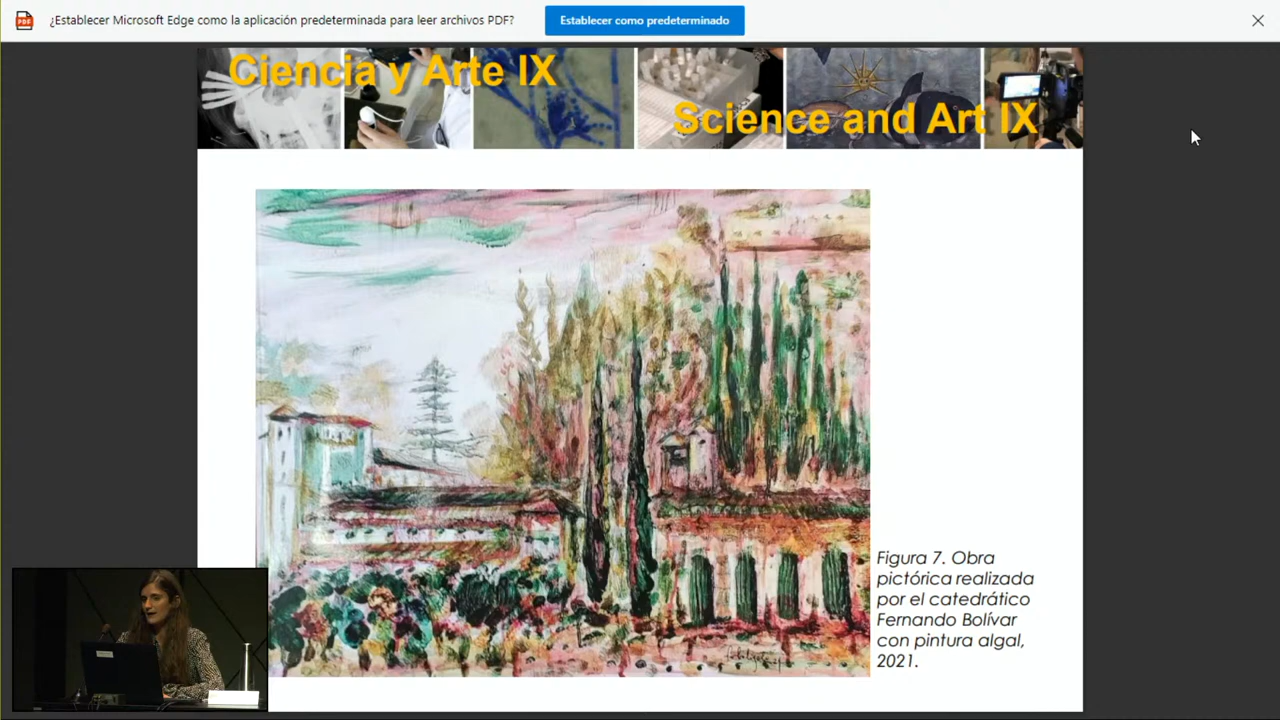 ¿Establecer Microsoft Edge como la aplicación predeterminada para leer archivos PDF?
Establecer como predeterminado
Ciencia y Arte IX
Science and Art IX
Figura 7. Obra
pictórica realizada
por el catedrático
Fernando Bolívar
con pintura algal,
2021.